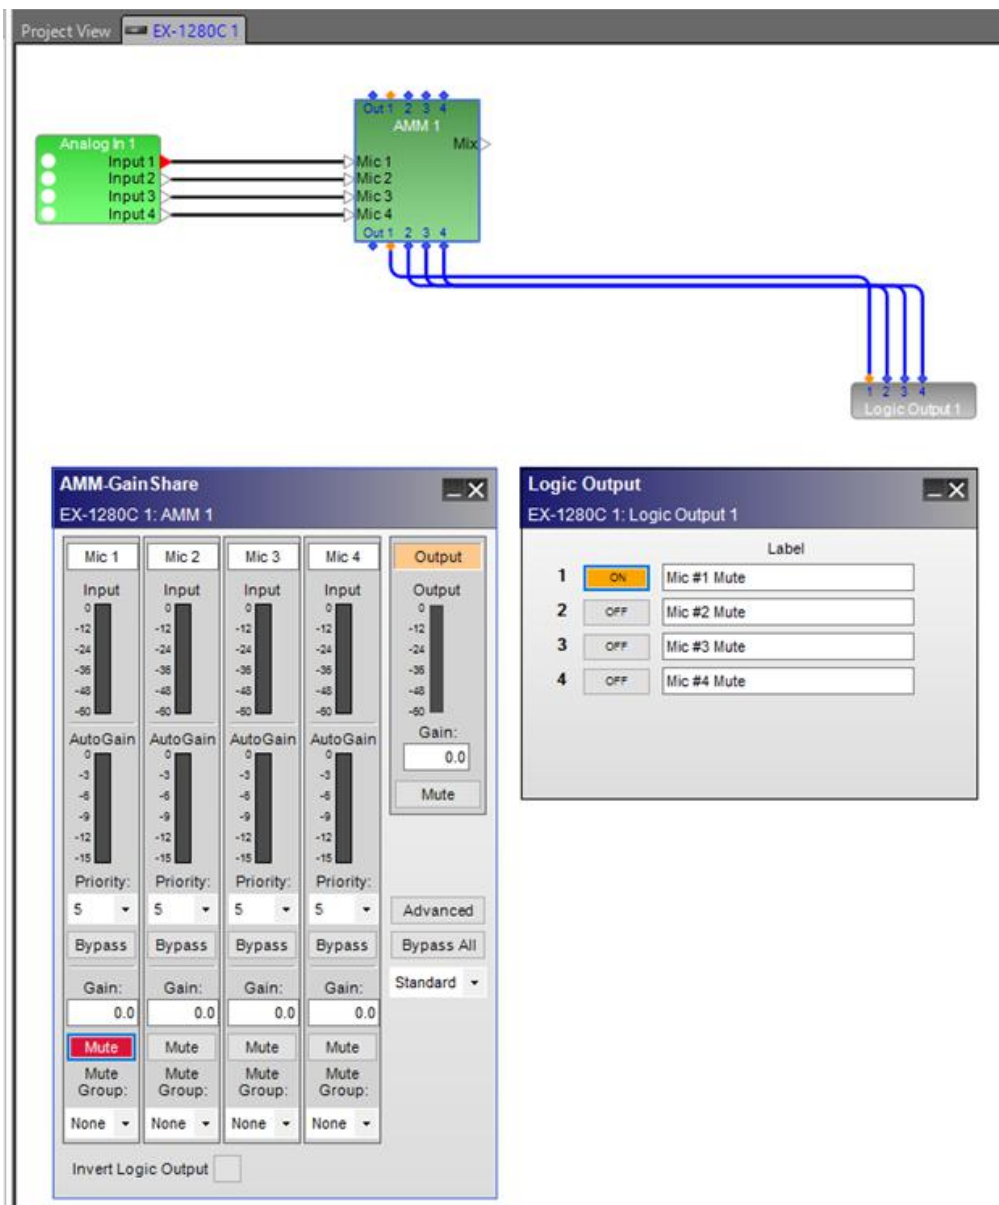 Project View EX-1280C 1
Out 1 2 3 4
AMM 1
Mix
Analog In 1
Input 1
Input 2
Input 3
Input 4
Mic 1
Mic 2
Mic 3
Mic 4
Out 1 2 3 4
1 2 3 4
Logic Output 1
AMM-GainShare
EX-1280C 1: AMM 1
Mic 1 Mic 2 Mic 3 Mic 4 Output
Input Input Input Input Output
0 0 0 0 0
-12 -12 -12 -12 -12
-24 -24 -24 -24 -24
-36 -36 -36 -36 -36
-48 -48 -48 -48 -48
-60 -60 -60 -60 -60
AutoGain AutoGain AutoGain AutoGain Gain:
0 0 0 0 0.0
-3 -3 -3 -3
-6 -6 -6 -6 Mute
-9 -9 -9 -9
-12 -12 -12 -12
-15 -15 -15 -15
Priority: Priority: Priority: Priority:
5 5 5 5 Advanced
Bypass Bypass Bypass Bypass Bypass All
Gain: Gain: Gain: Gain: Standard
0.0 0.0 0.0 0.0
Mute Mute Mute Mute
Mute Mute Mute Mute
Group: Group: Group: Group:
None None None None
Invert Logic Output
Logic Output
EX-1280C 1: Logic Output 1
Label
1 ON Mic #1 Mute
2 OFF Mic #2 Mute
3 OFF Mic #3 Mute
4 OFF Mic #4 Mute